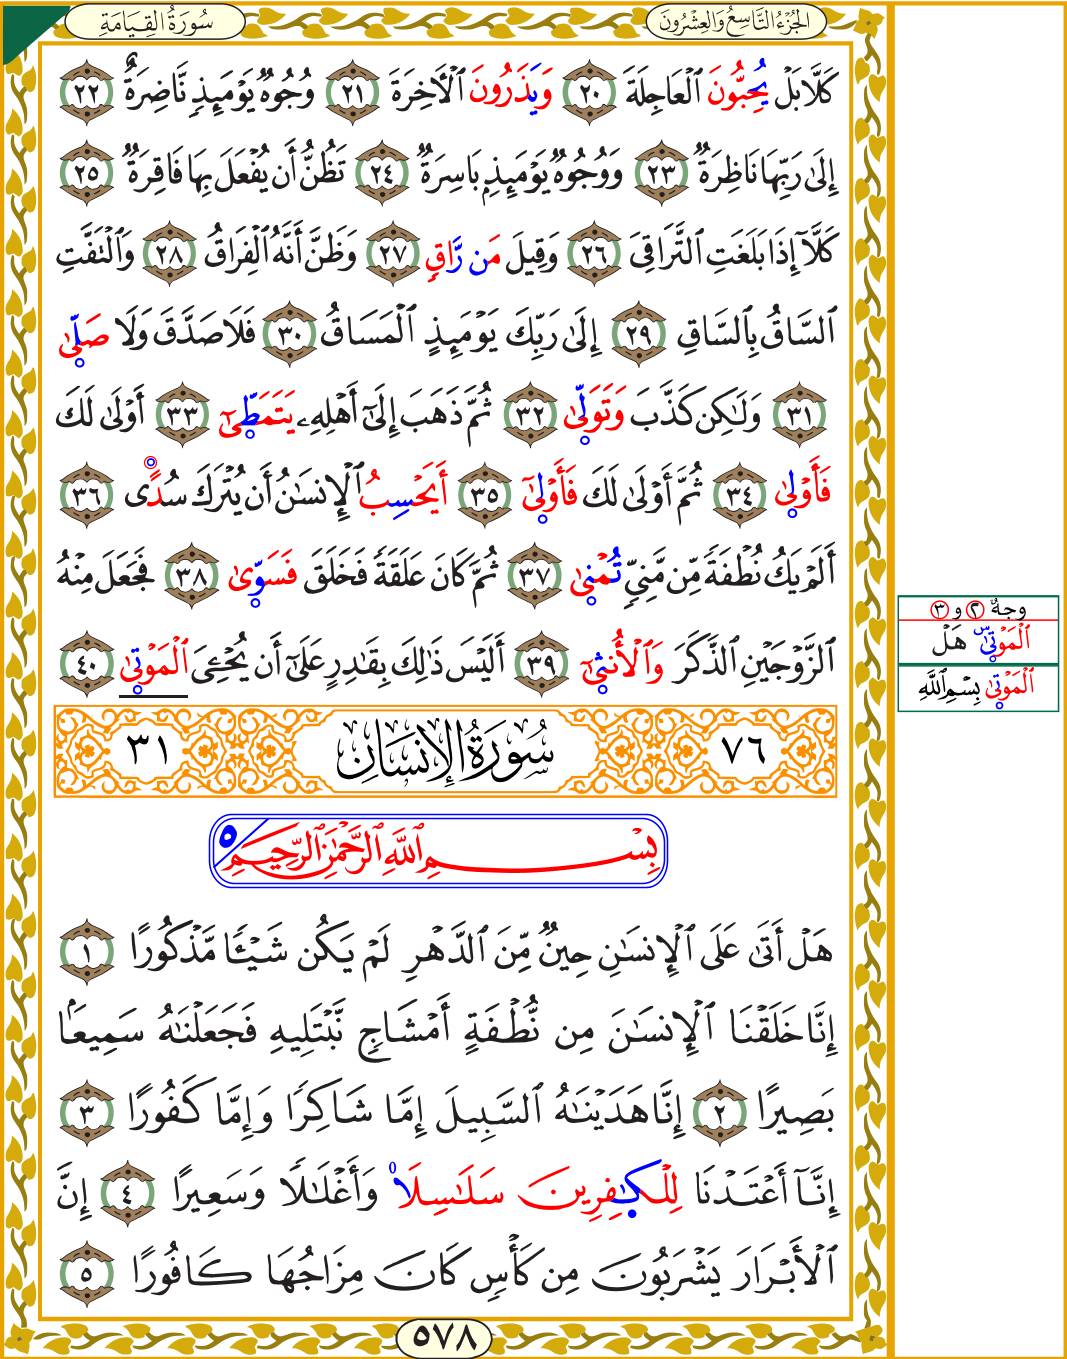 سُورَةُ القِيَامَةِ
الجُزْءُ التَّاسِعُ وَالعِشْرُونَ
كَلَّا بَلْ يُحِبُّونَ ٱلْعَاجِلَةَ ٢٠ وَيَذَرُونَ ٱلْأَخِرَةَ ٢١ وُجُوهٌ يَوْمَئِذٍ نَّاضِرَةٌ ٢٢
إِلَىٰ رَبِّهَا نَاظِرَةٌ ٢٣ وَوُجُوهٌ يَوْمَئِذٍۭ بَاسِرَةٌ ٢٤ تَظُنُّ أَن يُفْعَلَ بِهَا فَاقِرَةٌ ٢٥
كَلَّآ إِذَا بَلَغَتِ ٱلتَّرَاقِىَ ٢٦ وَقِيلَ مَن رَّاقٍ ٢٧ وَظَنَّ أَنَّهُ ٱلْفِرَاقُ ٢٨ وَٱلْتَفَّتِ
ٱلسَّاقُ بِٱلسَّاقِ ٢٩ إِلَىٰ رَبِّكَ يَوْمَئِذٍ ٱلْمَسَاقُ ٣٠ فَلَا صَدَّقَ وَلَا صَلَّىٰ
٣١ وَلَٰكِن كَذَّبَ وَتَوَلَّىٰ ٣٢ ثُمَّ ذَهَبَ إِلَىٰٓ أَهْلِهِۦ يَتَمَطَّىٰٓ ٣٣ أَوْلَىٰ لَكَ
فَأَوْلَىٰ ٣٤ ثُمَّ أَوْلَىٰ لَكَ فَأَوْلَىٰٓ ٣٥ أَيَحْسِبُ ٱلْإِنسَٰنُ أَن يُتْرَكَ سُدًى ٣٦
أَلَمْ يَكُ نُطْفَةً مِّن مَّنِىٍّ تُمْنَىٰ ٣٧ ثُمَّ كَانَ عَلَقَةً فَخَلَقَ فَسَوَّىٰ ٣٨ فَجَعَلَ مِنْهُ
ٱلزَّوْجَيْنِ ٱلذَّكَرَ وَٱلْأُنثَىٰٓ ٣٩ أَلَيْسَ ذَٰلِكَ بِقَٰدِرٍ عَلَىٰٓ أَن يُحْـِۧىَ ٱلْمَوْتَىٰ ٤٠
وجهُ ٢ و ٣
ٱلْمَوْتَىٰ س هَلْ
ٱلْمَوْتَىٰ بِسْمِ ٱللَّهِ
٧٦ سُورَةُ الإِنسَانِ ٣١
بِسْمِ ٱللَّهِ ٱلرَّحْمَٰنِ ٱلرَّحِيمِ ٥
هَلْ أَتَىٰ عَلَى ٱلْإِنسَٰنِ حِينٌ مِّنَ ٱلدَّهْرِ لَمْ يَكُن شَيْـًٔا مَّذْكُورًا ١
إِنَّا خَلَقْنَا ٱلْإِنسَٰنَ مِن نُّطْفَةٍ أَمْشَاجٍ نَّبْتَلِيهِ فَجَعَلْنَٰهُ سَمِيعًۢا
بَصِيرًا ٢ إِنَّا هَدَيْنَٰهُ ٱلسَّبِيلَ إِمَّا شَاكِرًا وَإِمَّا كَفُورًا ٣
إِنَّآ أَعْتَدْنَا لِلْكَٰفِرِينَ سَلَٰسِلَا۟ وَأَغْلَٰلًا وَسَعِيرًا ٤ إِنَّ
ٱلْأَبْرَارَ يَشْرَبُونَ مِن كَأْسٍ كَانَ مِزَاجُهَا كَافُورًا ٥
٥٧٨